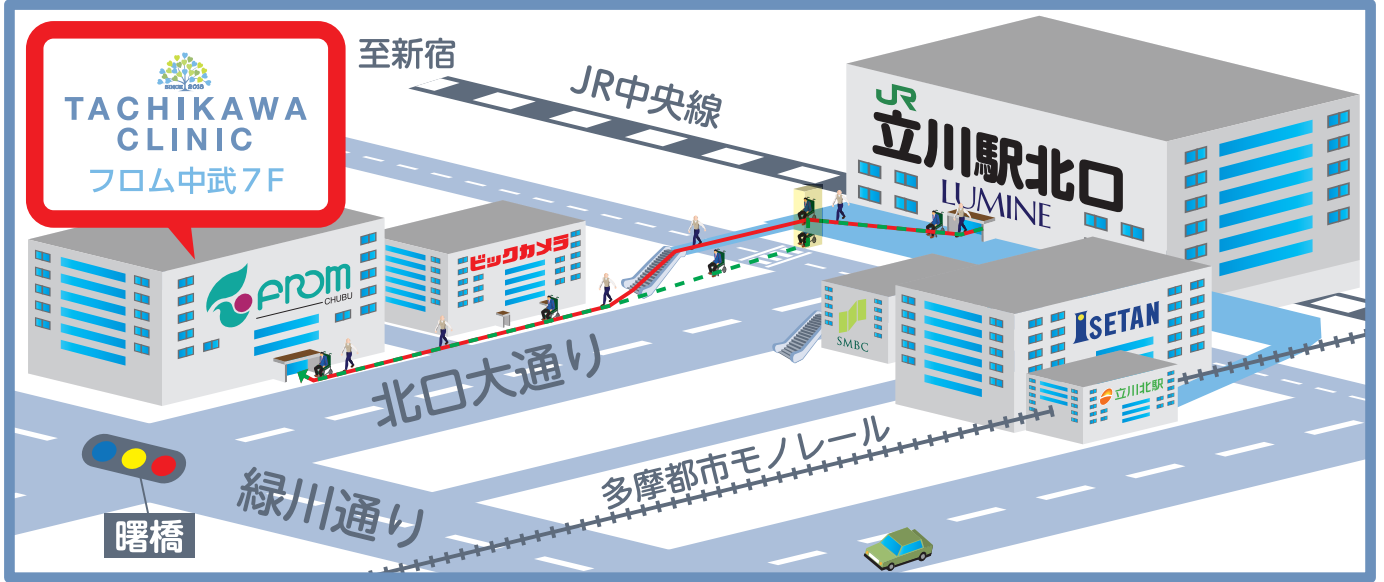 SINCE 2018
TACHIKAWA
CLINIC
フロム中武7F
至新宿
JR中央線
JR
立川駅北口
LUMINE
FROM
CHUBU
ビックカメラ
SMBC
ISETAN
立川北駅
北口大通り
多摩都市モノレール
緑川通り
曙橋